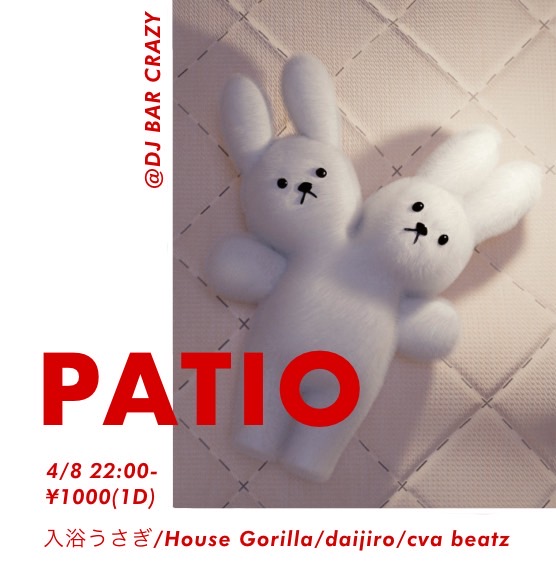 @DJ BAR CRAZY
PATIO
4/8 22:00-
¥1000(1D)
入浴うさぎ/House Gorilla/daijiro/cva beatz